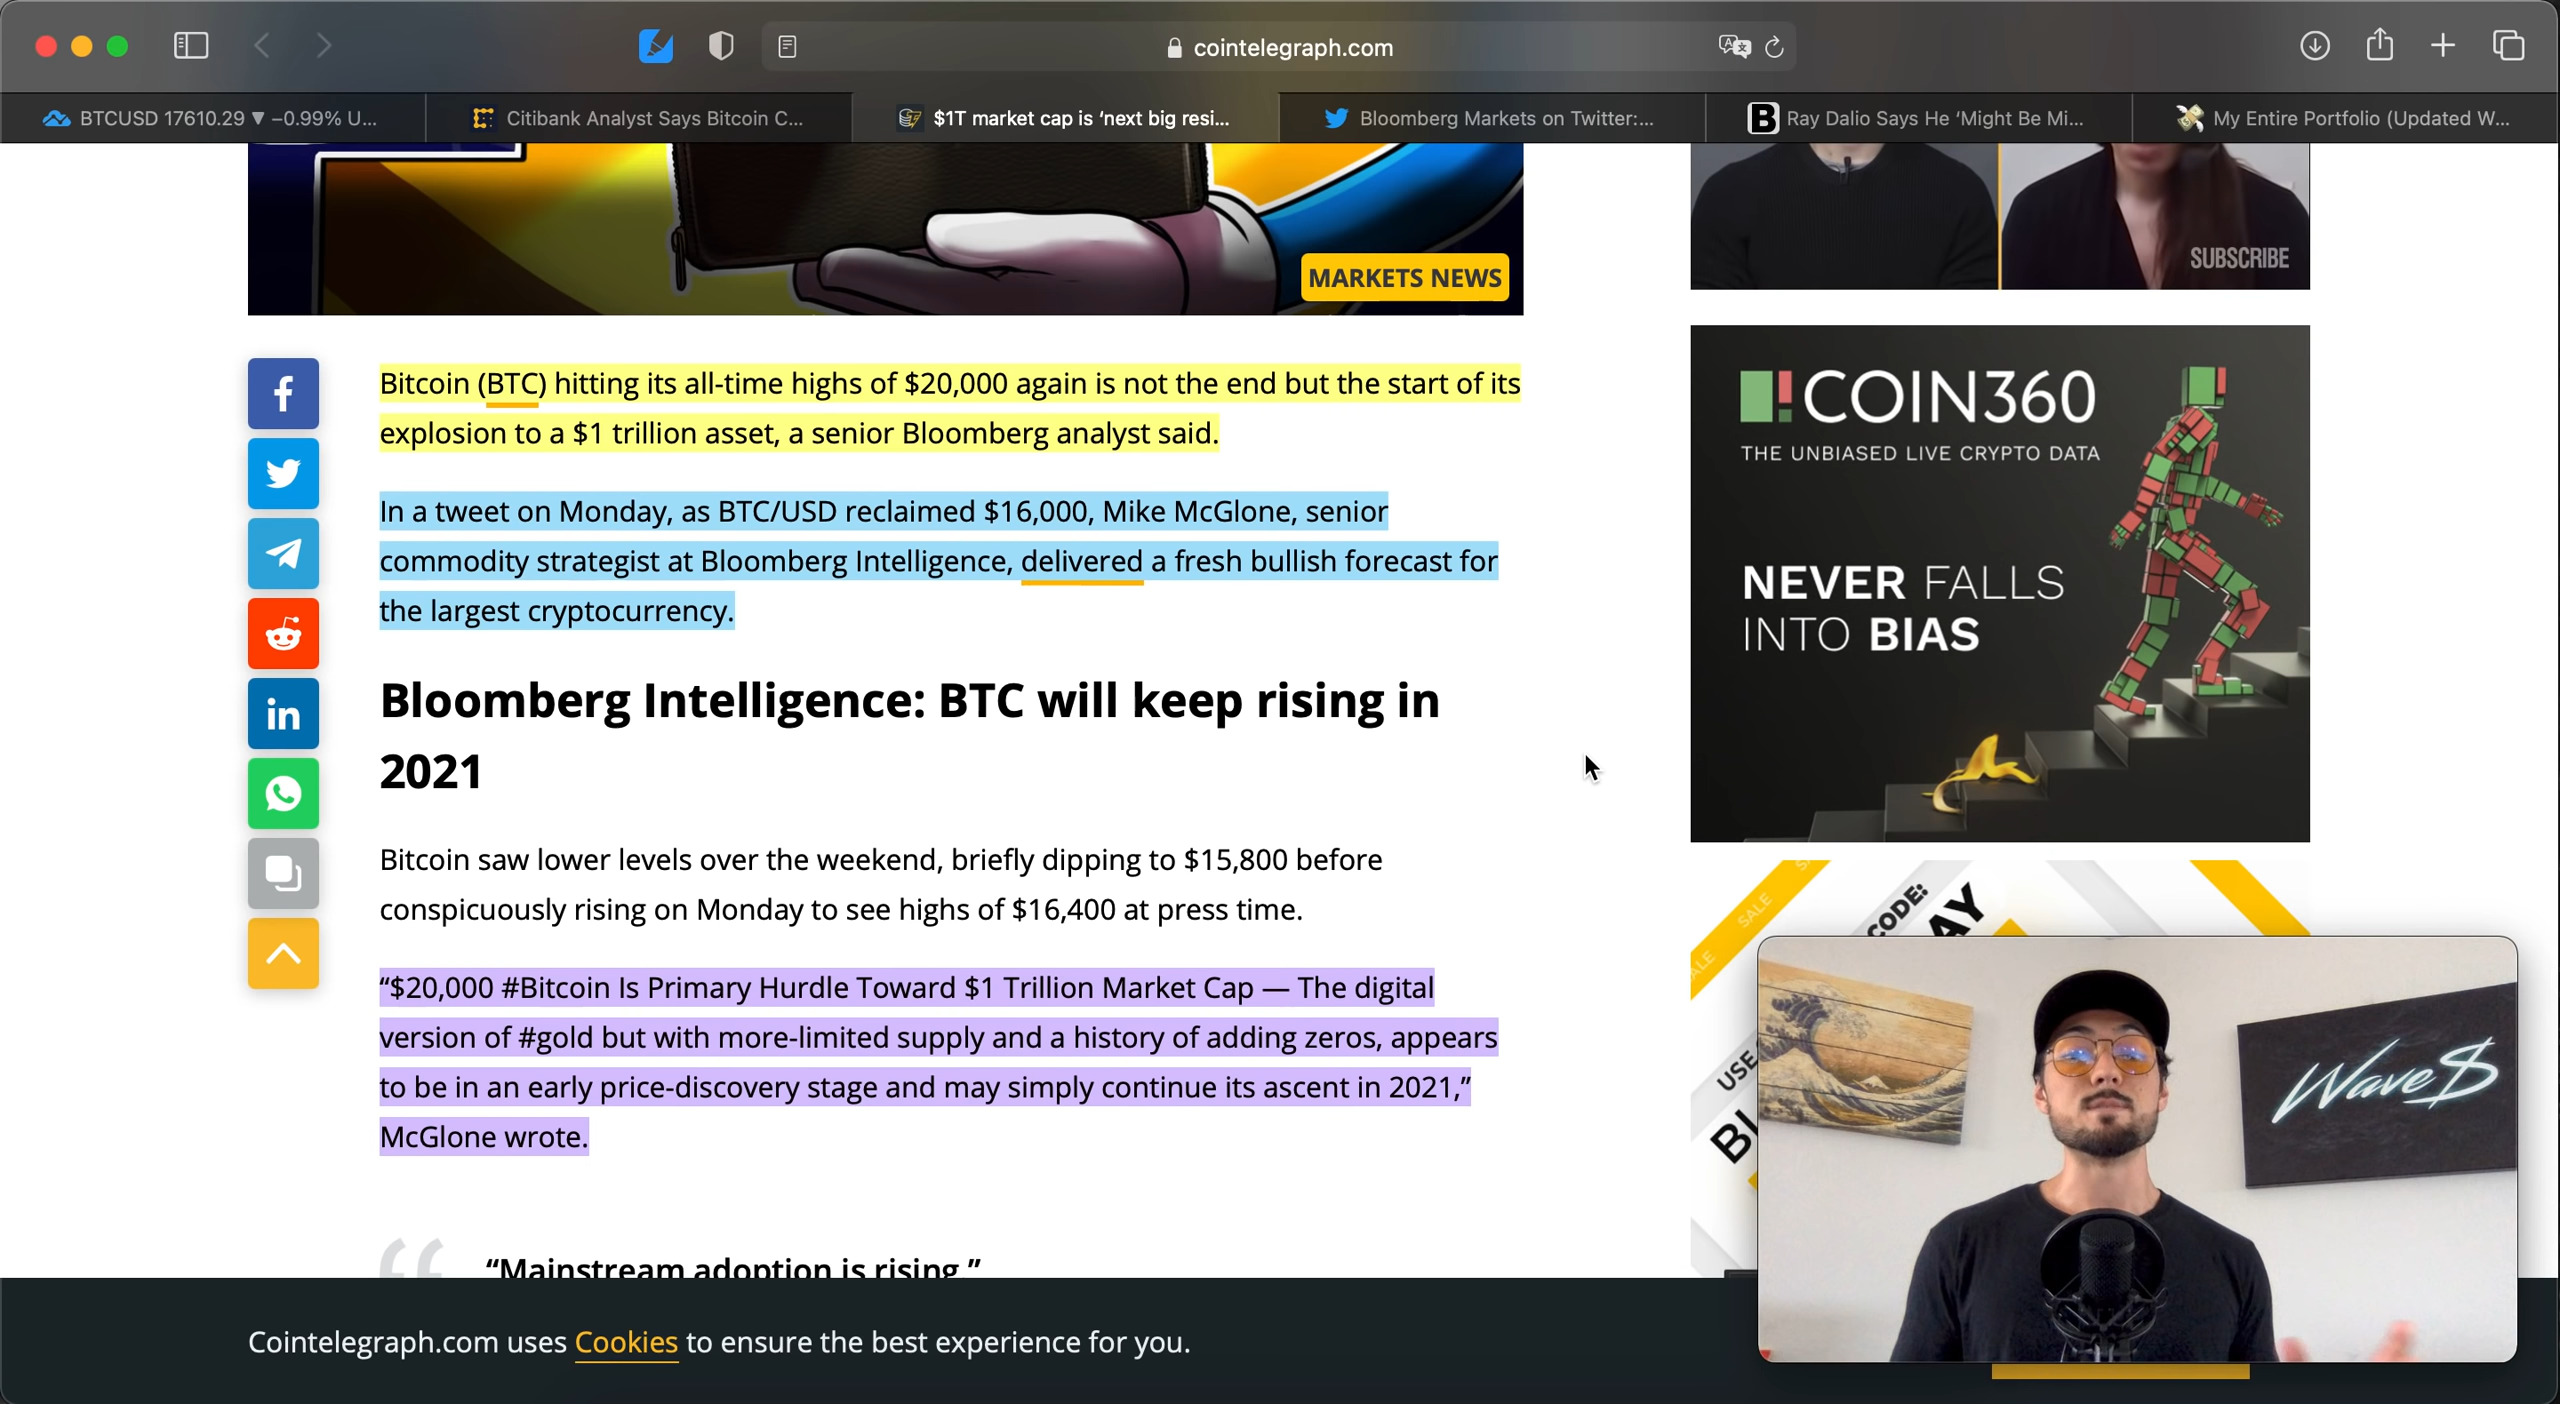 cointelegraph.com
BTCUSD 17610.29 ▼ −0.99% U...
Citibank Analyst Says Bitcoin C...
$1T market cap is ‘next big resi...
Bloomberg Markets on Twitter:...
Ray Dalio Says He ‘Might Be Mi...
My Entire Portfolio (Updated W...
MARKETS NEWS
SUBSCRIBE
Bitcoin (BTC) hitting its all-time highs of $20,000 again is not the end but the start of its
explosion to a $1 trillion asset, a senior Bloomberg analyst said.
In a tweet on Monday, as BTC/USD reclaimed $16,000, Mike McGlone, senior
commodity strategist at Bloomberg Intelligence, delivered a fresh bullish forecast for
the largest cryptocurrency.
Bloomberg Intelligence: BTC will keep rising in
2021
Bitcoin saw lower levels over the weekend, briefly dipping to $15,800 before
conspicuously rising on Monday to see highs of $16,400 at press time.
“$20,000 #Bitcoin Is Primary Hurdle Toward $1 Trillion Market Cap — The digital
version of #gold but with more-limited supply and a history of adding zeros, appears
to be in an early price-discovery stage and may simply continue its ascent in 2021,”
McGlone wrote.
“Mainstream adoption is rising.”
COIN360
THE UNBIASED LIVE CRYPTO DATA
NEVER FALLS
INTO BIAS
SALE
CODE:
USE
Wave$
Cointelegraph.com uses Cookies to ensure the best experience for you.